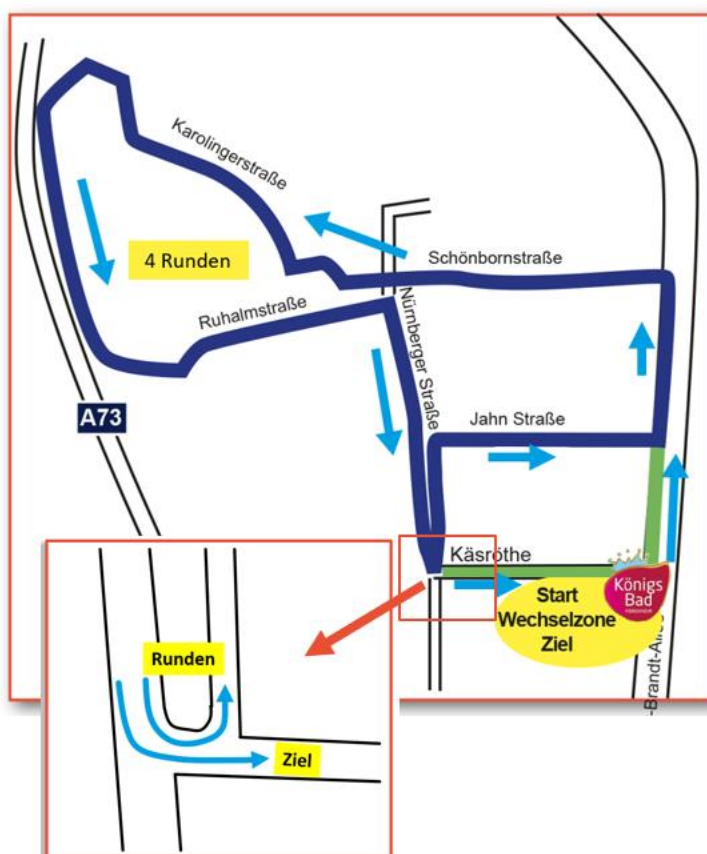 Karolingerstraße
4 Runden
Schönbornstraße
Ruhalmstraße
Nürnberger Straße
A73
Jahn Straße
Käsröthe
Start
Wechselzone
Ziel
Königs
Bad
-Brandt-Allee
Runden
Ziel